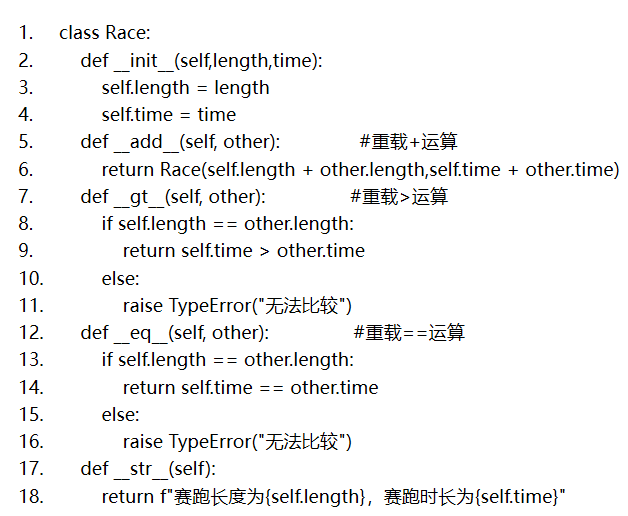 1. class Race:
2. def __init__(self,length,time):
3. self.length = length
4. self.time = time
5. def __add__(self, other): #重载+运算
6. return Race(self.length + other.length,self.time + other.time)
7. def __gt__(self, other): #重载>运算
8. if self.length == other.length:
9. return self.time > other.time
10. else:
11. raise TypeError("无法比较")
12. def __eq__(self, other): #重载==运算
13. if self.length == other.length:
14. return self.time == other.time
15. else:
16. raise TypeError("无法比较")
17. def __str__(self):
18. return f"赛跑长度为{self.length}，赛跑时长为{self.time}"